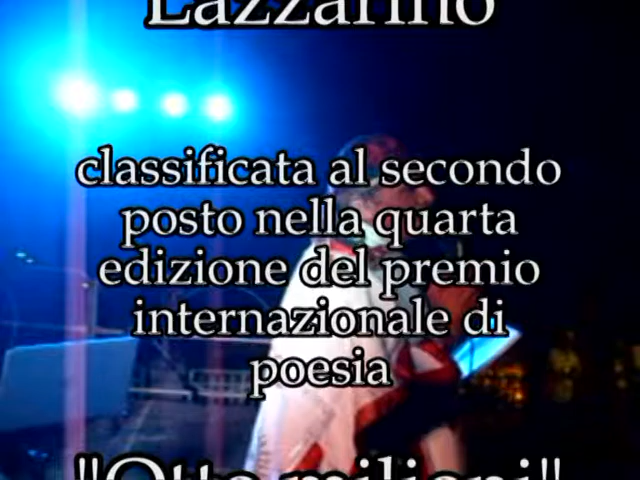 Lazzarino
classificata al secondo
posto nella quarta
edizione del premio
internazionale di
poesia
"Otto milioni"